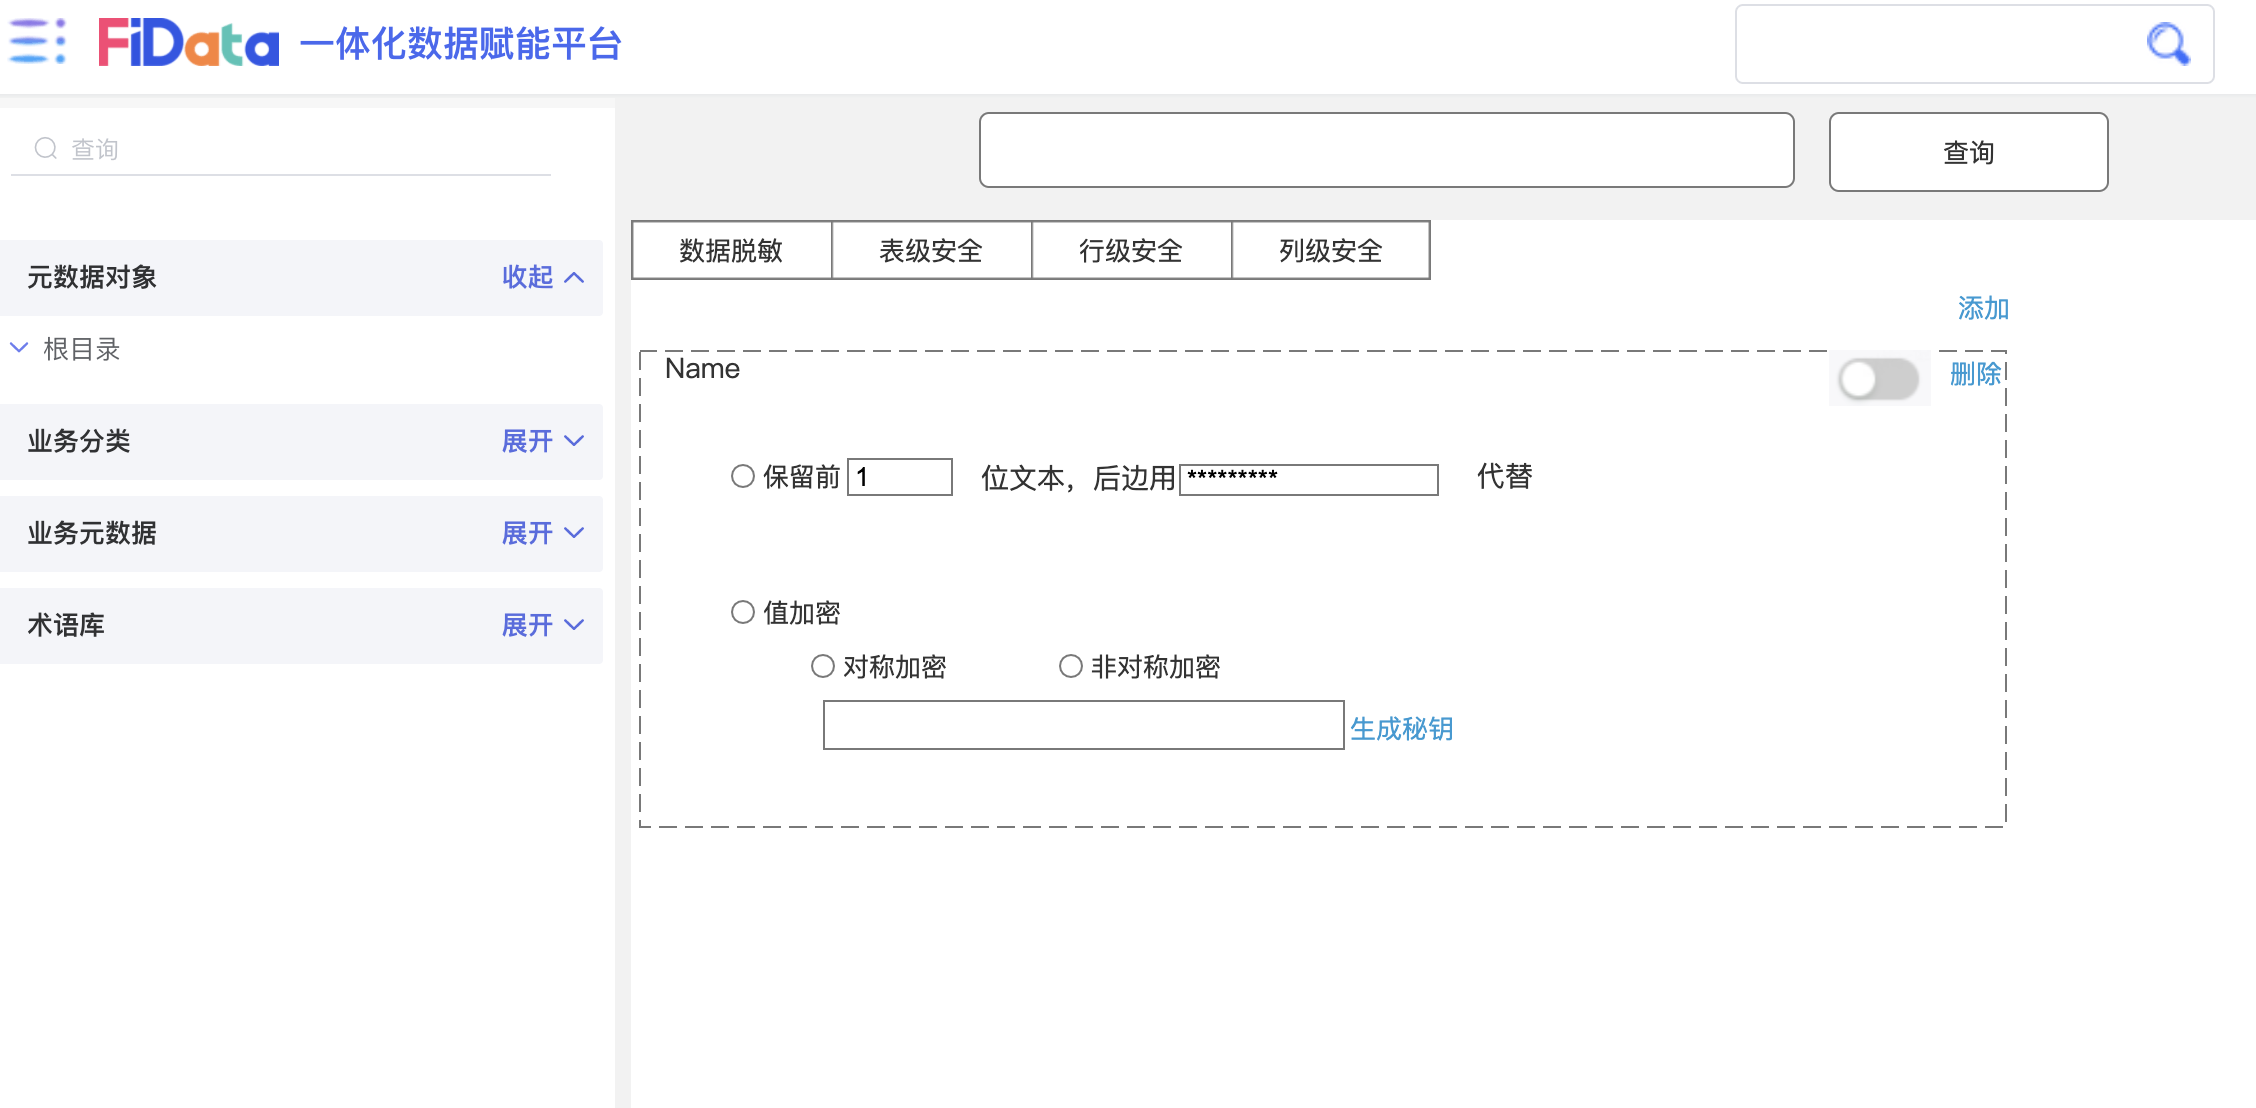 FiData 一体化数据赋能平台
查询
查询
元数据对象 收起
根目录
业务分类 展开
业务元数据 展开
术语库 展开
数据脱敏 表级安全 行级安全 列级安全
添加
Name 删除
保留前 1 位文本，后边用 ********* 代替
值加密
对称加密 非对称加密
生成秘钥